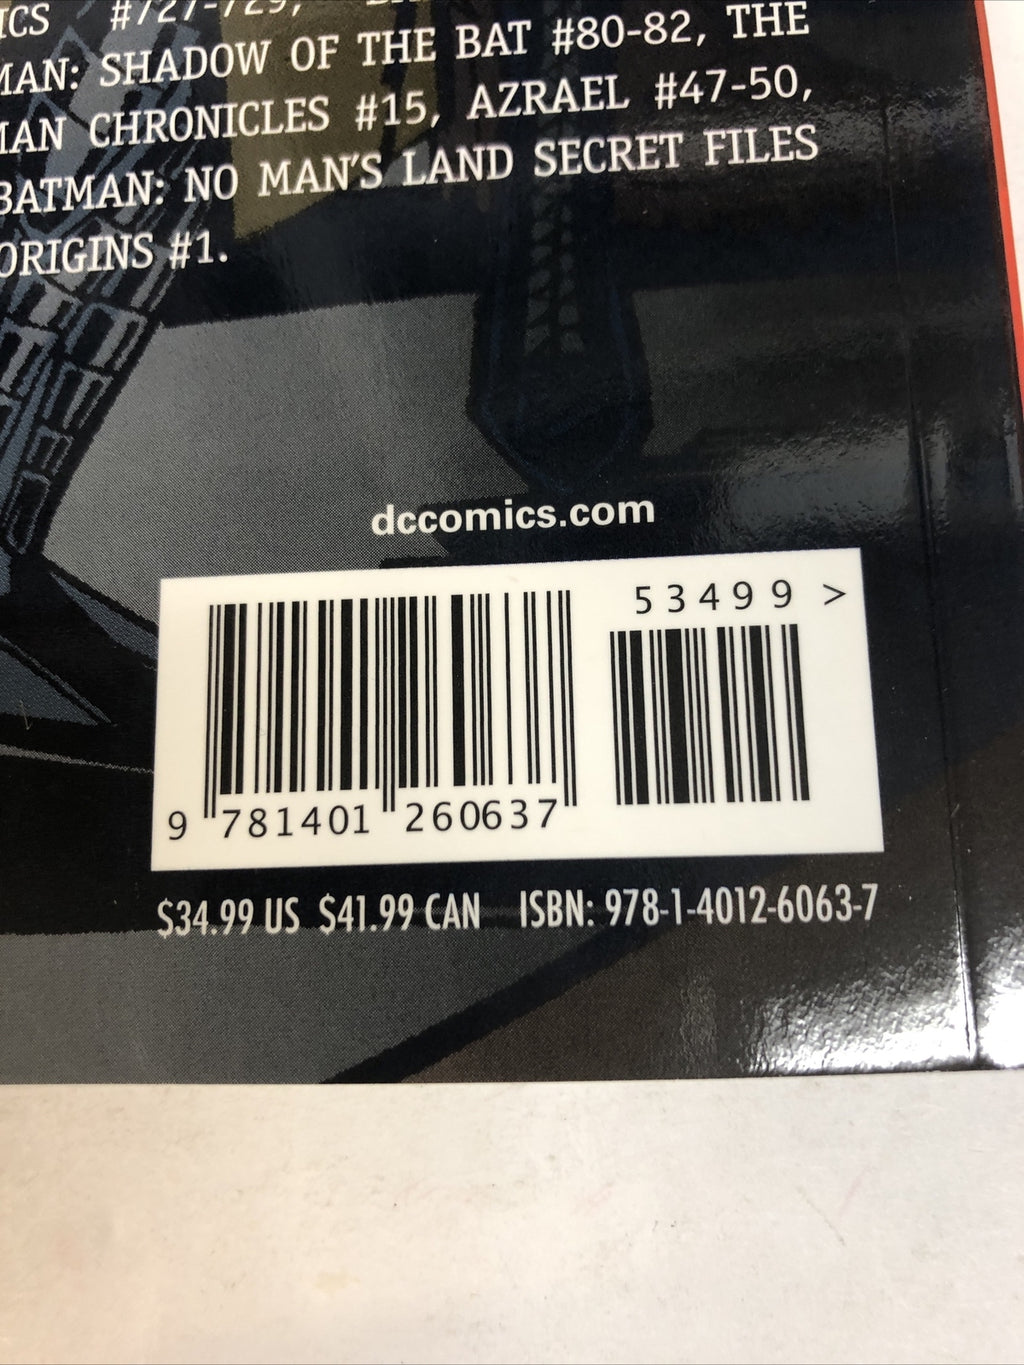 ICS #727-729,
MAN: SHADOW OF THE BAT #80-82, THE
MAN CHRONICLES #15, AZRAEL #47-50,
BATMAN: NO MAN'S LAND SECRET FILES
ORIGINS #1.
dccomics.com
53499 >
9 781401 260637
$34.99 US $41.99 CAN ISBN: 978-1-4012-6063-7